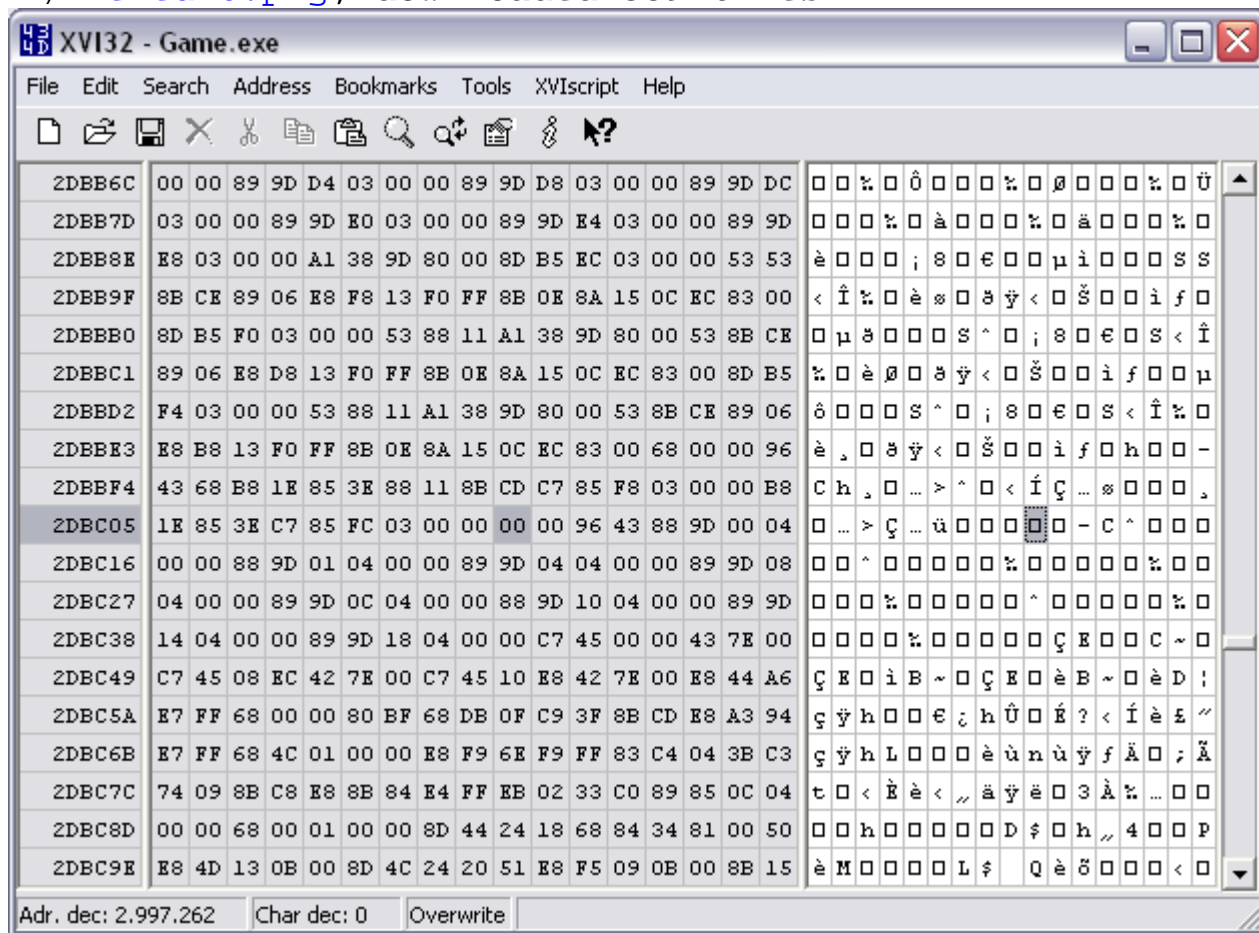 XVI32 - Game.exe
File Edit Search Address Bookmarks Tools XVIscript Help
2DBB6C 00 00 89 9D D4 03 00 00 89 9D D8 03 00 00 89 9D DC □ □ ‰ □ Ô □ □ □ ‰ □ Ø □ □ □ ‰ □ Ü
2DBB7D 03 00 00 89 9D E0 03 00 00 89 9D E4 03 00 00 89 9D □ □ □ ‰ □ à □ □ □ ‰ □ ä □ □ □ ‰ □
2DBB8E E8 03 00 00 A1 38 9D 80 00 8D B5 EC 03 00 00 53 53 è □ □ □ ¡ 8 □ € □ □ µ ì □ □ □ S S
2DBB9F 8B CE 89 06 E8 F8 13 F0 FF 8B 0E 8A 15 0C EC 83 00 ‹ Î ‰ □ è ø □ ð ÿ ‹ □ Š □ □ ì ƒ □
2DBBB0 8D B5 F0 03 00 00 53 88 11 A1 38 9D 80 00 53 8B CE □ µ ð □ □ □ S ˆ □ ¡ 8 □ € □ S ‹ Î
2DBBC1 89 06 E8 D8 13 F0 FF 8B 0E 8A 15 0C EC 83 00 8D B5 ‰ □ è Ø □ ð ÿ ‹ □ Š □ □ ì ƒ □ □ µ
2DBBD2 F4 03 00 00 53 88 11 A1 38 9D 80 00 53 8B CE 89 06 ô □ □ □ S ˆ □ ¡ 8 □ € □ S ‹ Î ‰ □
2DBBE3 E8 B8 13 F0 FF 8B 0E 8A 15 0C EC 83 00 68 00 00 96 è ¸ □ ð ÿ ‹ □ Š □ □ ì ƒ □ h □ □ –
2DBBF4 43 68 B8 1E 85 3E 88 11 8B CD C7 85 F8 03 00 00 B8 C h ¸ □ … > ˆ □ ‹ Í Ç … ø □ □ □ ¸
2DBC05 1E 85 3E C7 85 FC 03 00 00 00 00 96 43 88 9D 00 04 □ … > Ç … ü □ □ □ □ □ – C ˆ □ □ □
2DBC16 00 00 88 9D 01 04 00 00 89 9D 04 04 00 00 89 9D 08 □ □ ˆ □ □ □ □ □ ‰ □ □ □ □ □ ‰ □ □
2DBC27 04 00 00 89 9D 0C 04 00 00 88 9D 10 04 00 00 89 9D □ □ □ ‰ □ □ □ □ □ ˆ □ □ □ □ □ ‰ □
2DBC38 14 04 00 00 89 9D 18 04 00 00 C7 45 00 00 43 7E 00 □ □ □ □ ‰ □ □ □ □ □ Ç E □ □ C ~ □
2DBC49 C7 45 08 EC 42 7E 00 C7 45 10 E8 42 7E 00 E8 44 A6 Ç E □ ì B ~ □ Ç E □ è B ~ □ è D ¦
2DBC5A E7 FF 68 00 00 80 BF 68 DB 0F C9 3F 8B CD E8 A3 94 ç ÿ h □ □ € ¿ h Û □ É ? ‹ Í è £ ”
2DBC6B E7 FF 68 4C 01 00 00 E8 F9 6E F9 FF 83 C4 04 3B C3 ç ÿ h L □ □ □ è ù n ù ÿ ƒ Ä □ ; Ã
2DBC7C 74 09 8B C8 E8 8B 84 E4 FF EB 02 33 C0 89 85 0C 04 t □ ‹ È è ‹ „ ä ÿ ë □ 3 À ‰ … □ □
2DBC8D 00 00 68 00 01 00 00 8D 44 24 18 68 84 34 81 00 50 □ □ h □ □ □ □ □ D $ □ h „ 4 □ □ P
2DBC9E E8 4D 13 0B 00 8D 4C 24 20 51 E8 F5 09 0B 00 8B 15 è M □ □ □ □ L $ Q è õ □ □ □ ‹ □
Adr. dec: 2.997.262 Char dec: 0 Overwrite